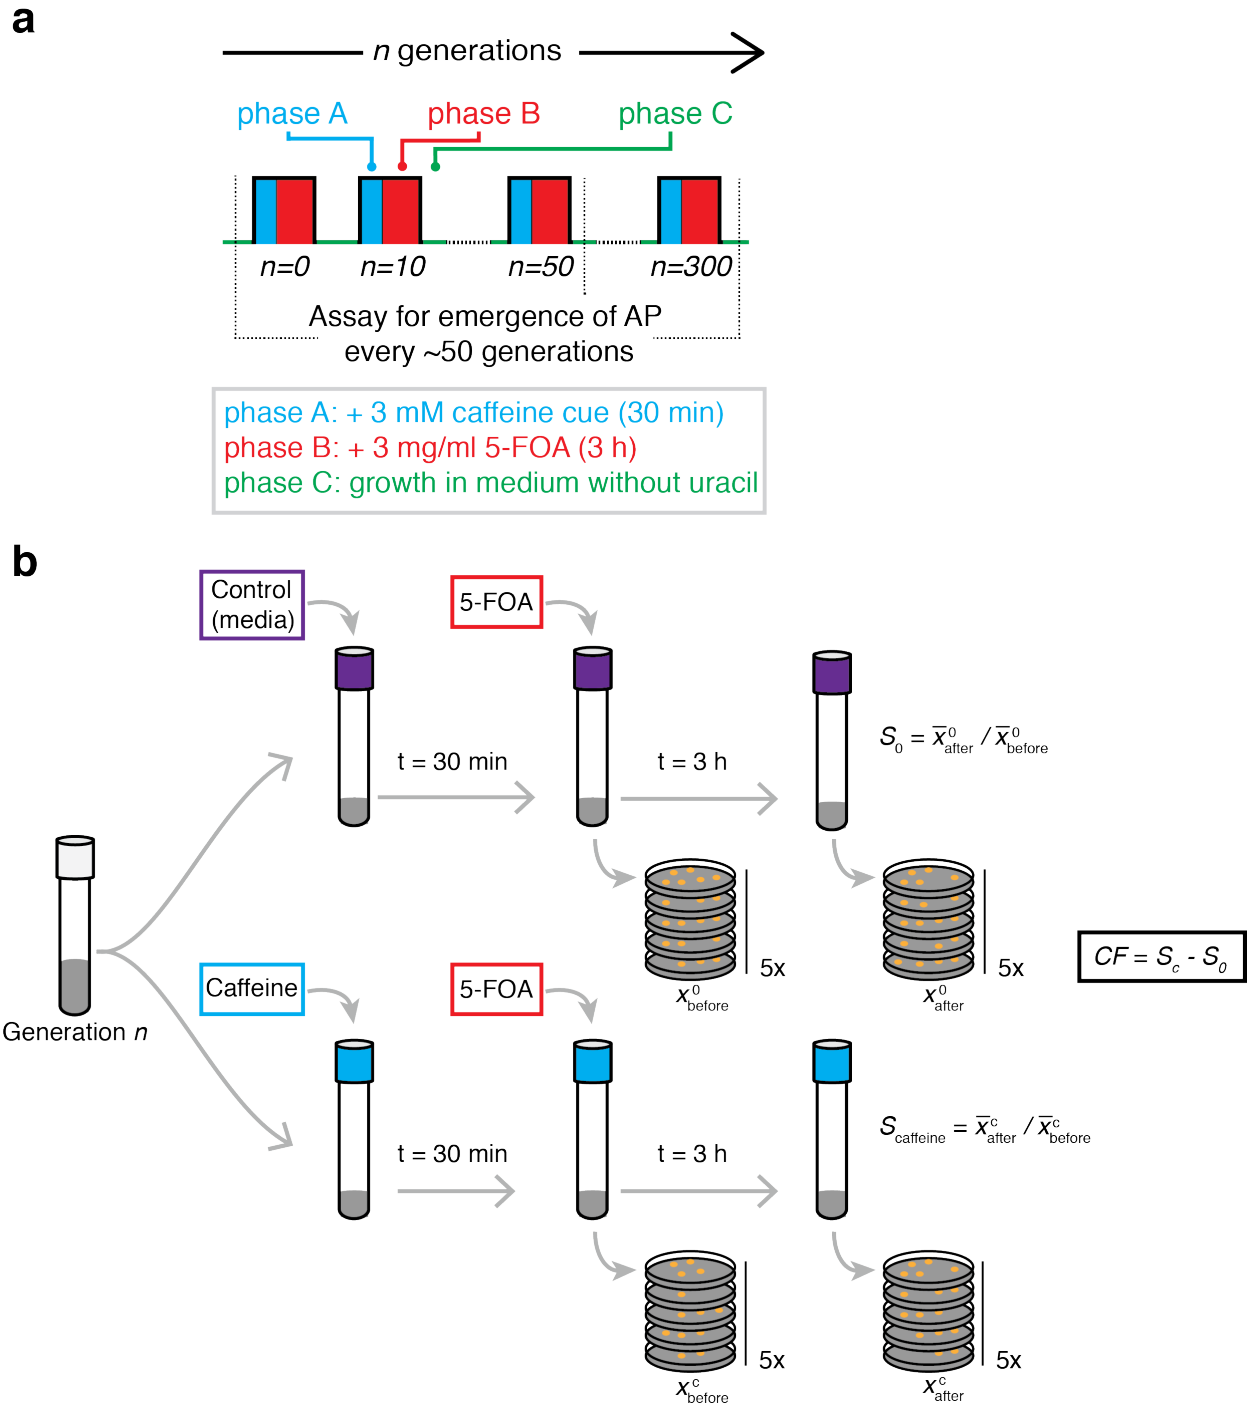 a
n generations
phase A
phase B
phase C
n=0
n=10
n=50
n=300
Assay for emergence of AP
every ~50 generations
phase A: + 3 mM caffeine cue (30 min)
phase B: + 3 mg/ml 5-FOA (3 h)
phase C: growth in medium without uracil
b
Control
(media)
5-FOA
t = 30 min
t = 3 h
S₀ = x̅⁰after / x̅⁰before
5x
x⁰before
5x
x⁰after
Generation n
CF = Sc - S₀
Caffeine
5-FOA
t = 30 min
t = 3 h
Scaffeine = x̅ᶜafter / x̅ᶜbefore
5x
xᶜbefore
5x
xᶜafter